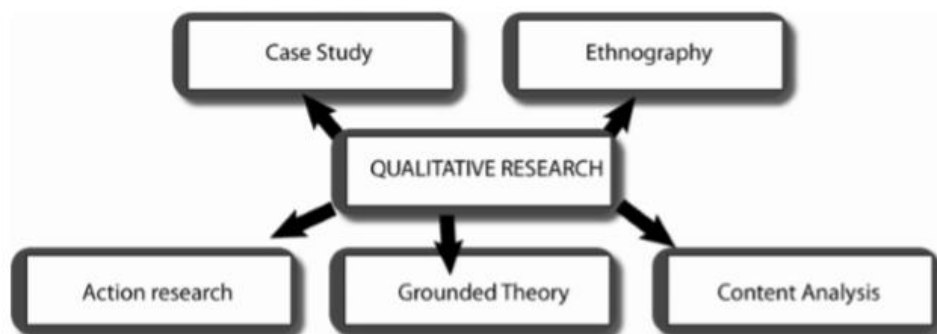 Case Study
Ethnography
QUALITATIVE RESEARCH
Action research
Grounded Theory
Content Analysis